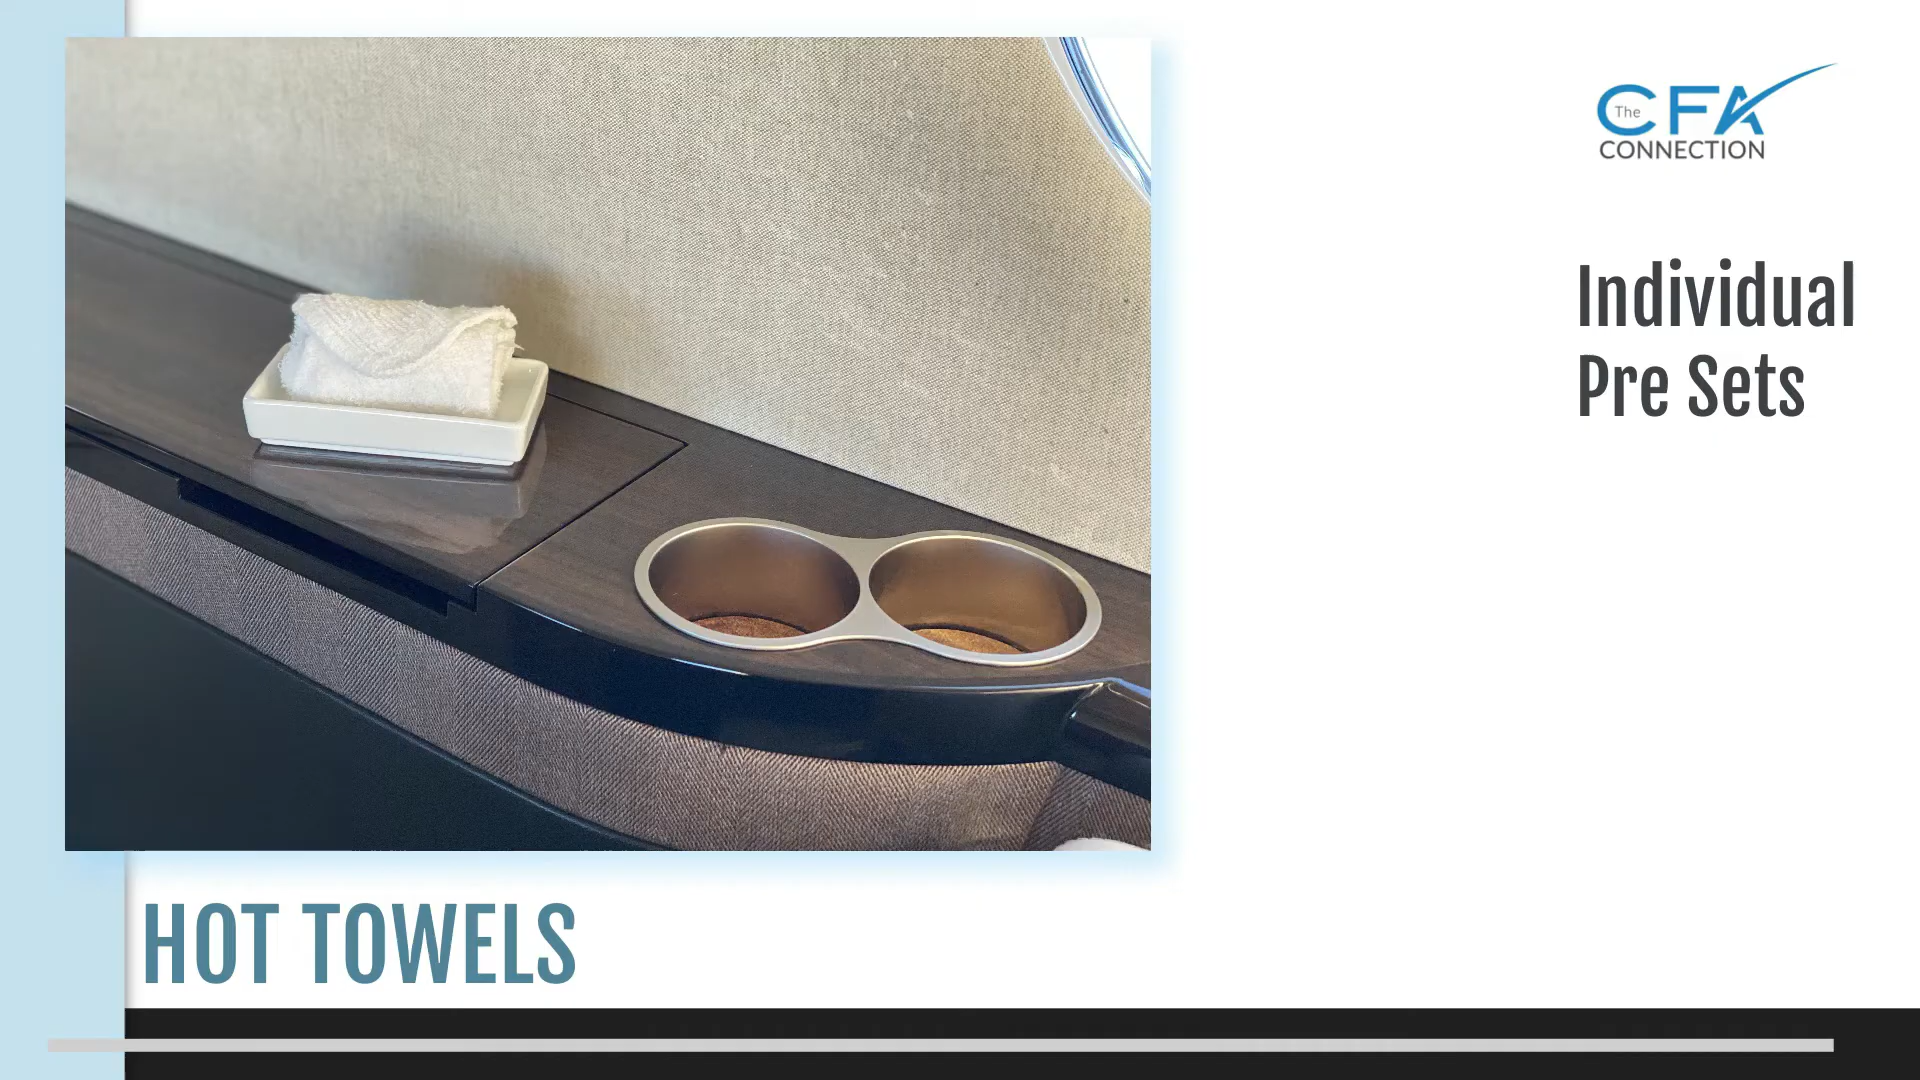 The
CFA
CONNECTION
Individual
Pre Sets
HOT TOWELS